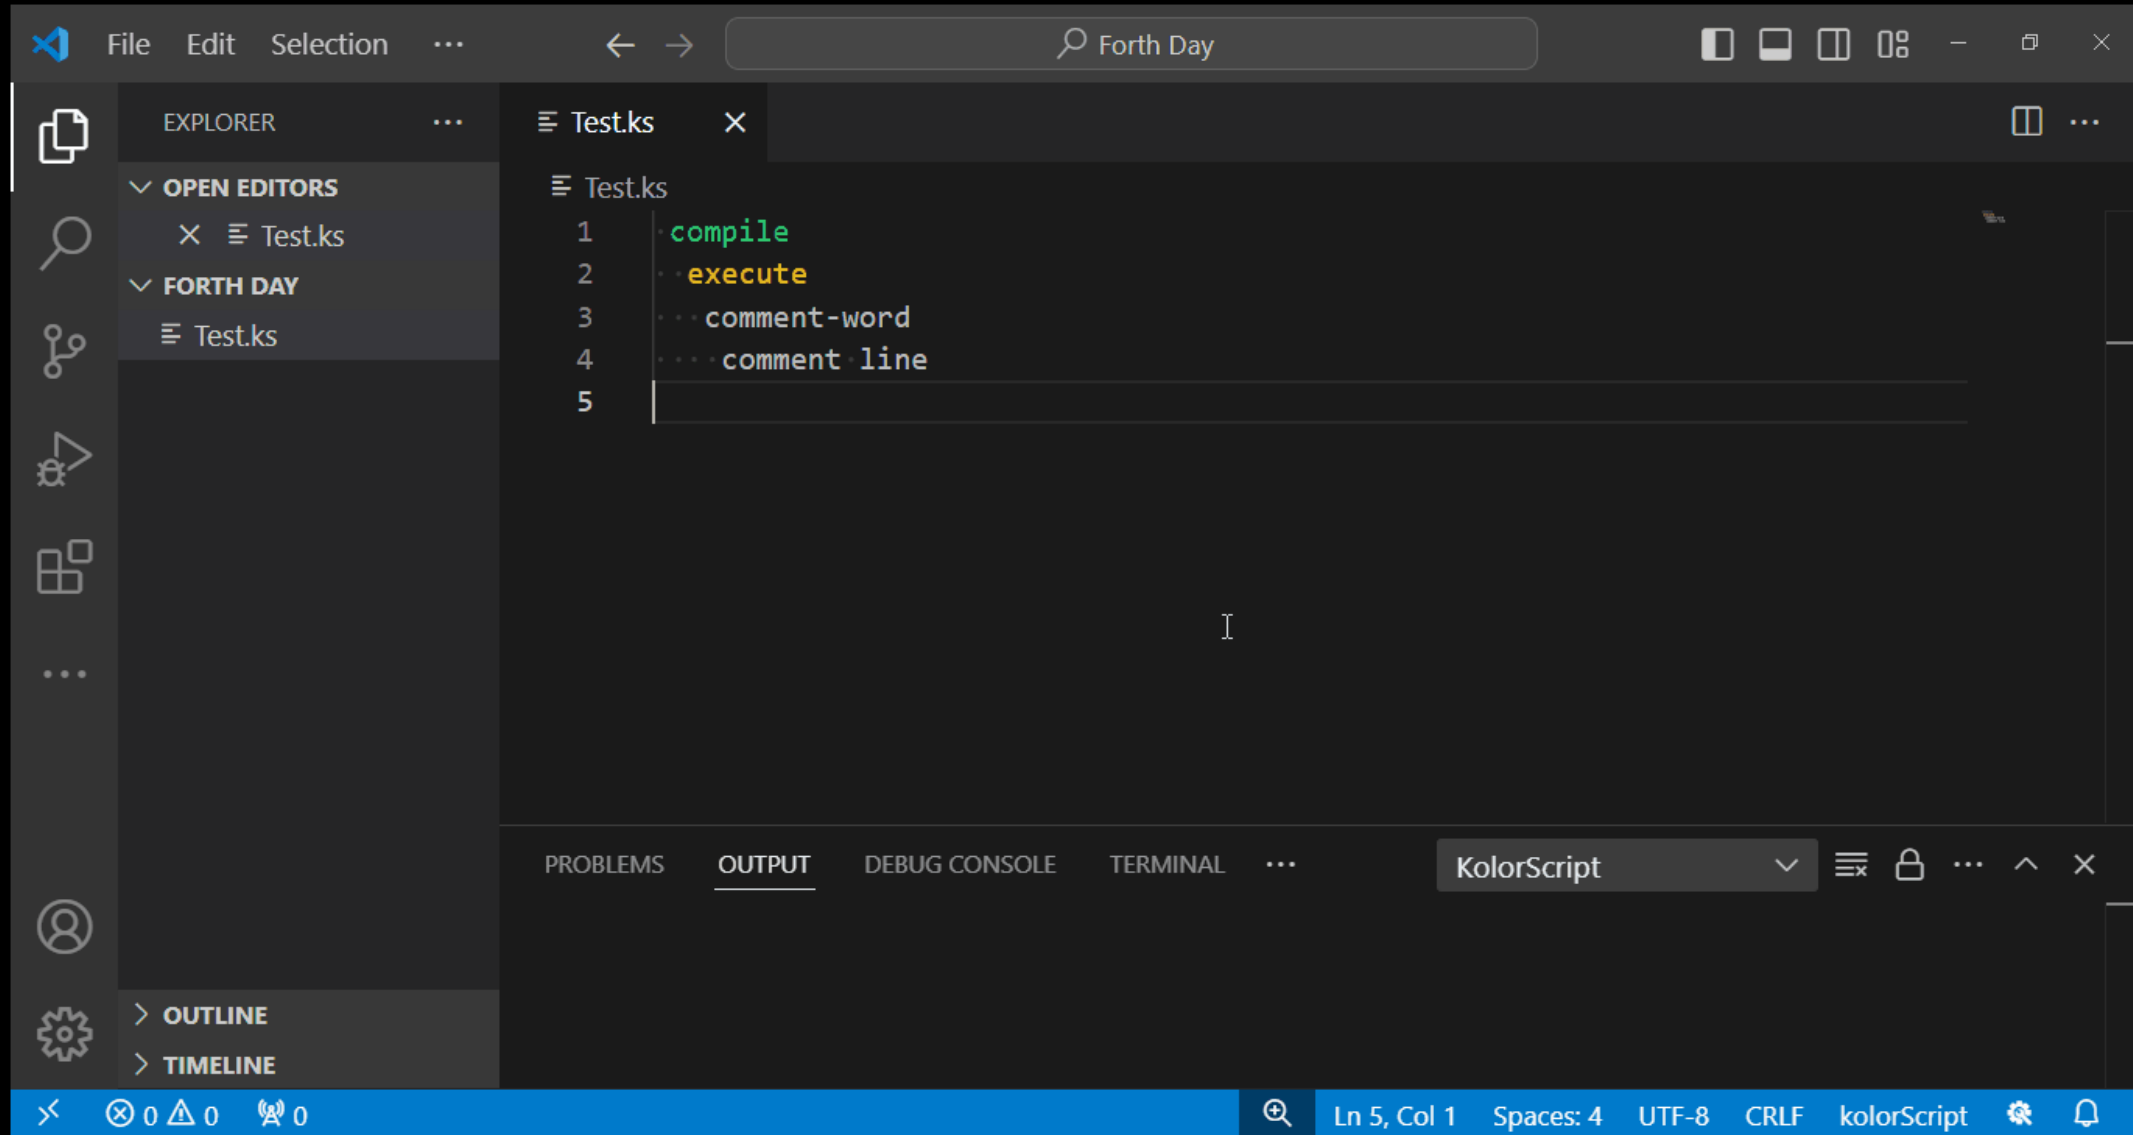 File Edit Selection ···
Forth Day
EXPLORER ···
OPEN EDITORS
Test.ks
FORTH DAY
Test.ks
OUTLINE
TIMELINE
Test.ks
Test.ks
1 compile
2 execute
3 comment-word
4 comment line
5
PROBLEMS OUTPUT DEBUG CONSOLE TERMINAL ···
KolorScript
0 0 0
Ln 5, Col 1 Spaces: 4 UTF-8 CRLF kolorScript